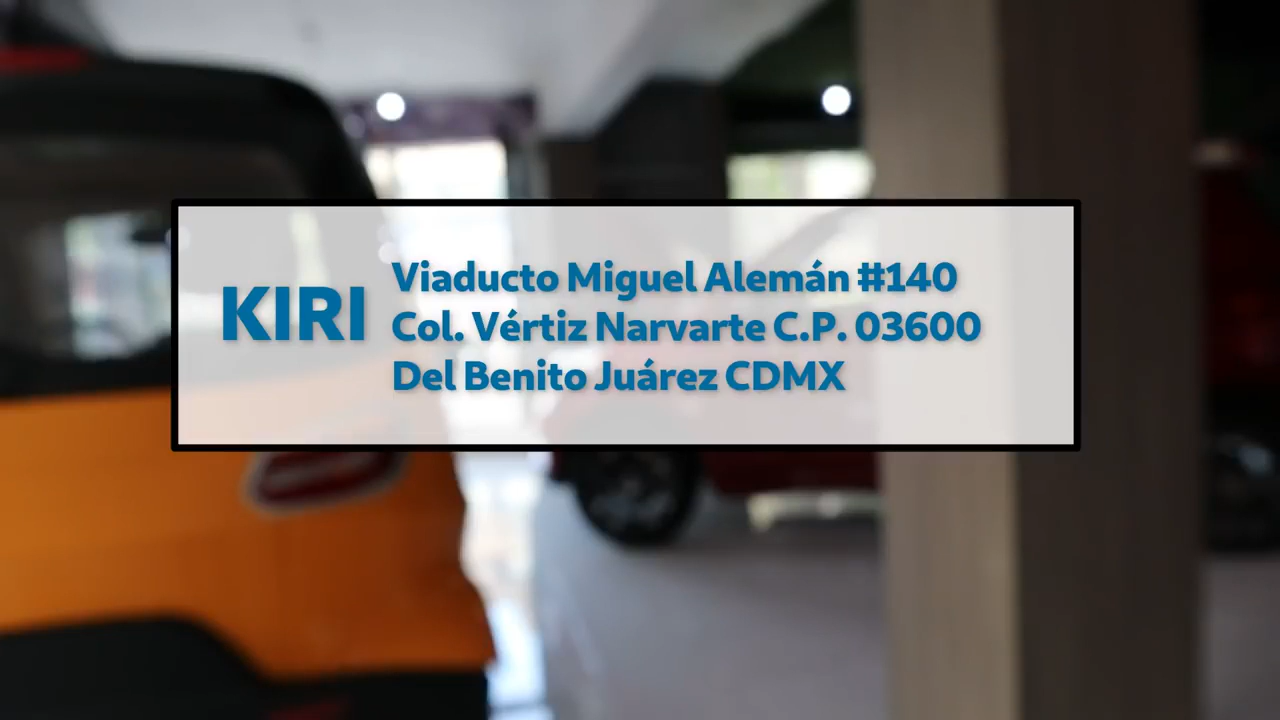 KIRI
Viaducto Miguel Alemán #140
Col. Vértiz Narvarte C.P. 03600
Del Benito Juárez CDMX